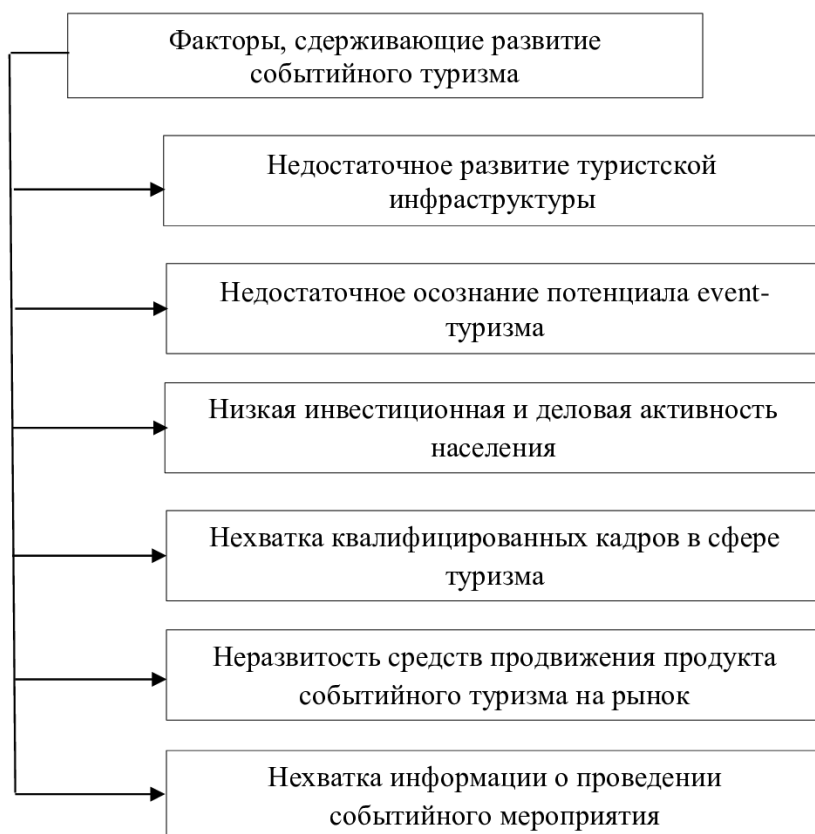 Факторы, сдерживающие развитие
событийного туризма
Недостаточное развитие туристской
инфраструктуры
Недостаточное осознание потенциала event-
туризма
Низкая инвестиционная и деловая активность
населения
Нехватка квалифицированных кадров в сфере
туризма
Неразвитость средств продвижения продукта
событийного туризма на рынок
Нехватка информации о проведении
событийного мероприятия